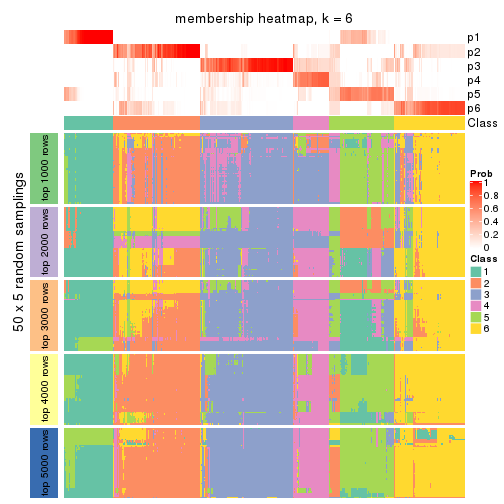 membership heatmap, k = 6
p1
p2
p3
p4
p5
p6
Class
50 x 5 random samplings
top 1000 rows
top 2000 rows
top 3000 rows
top 4000 rows
top 5000 rows
Prob
1
0.8
0.6
0.4
0.2
0
Class
1
2
3
4
5
6